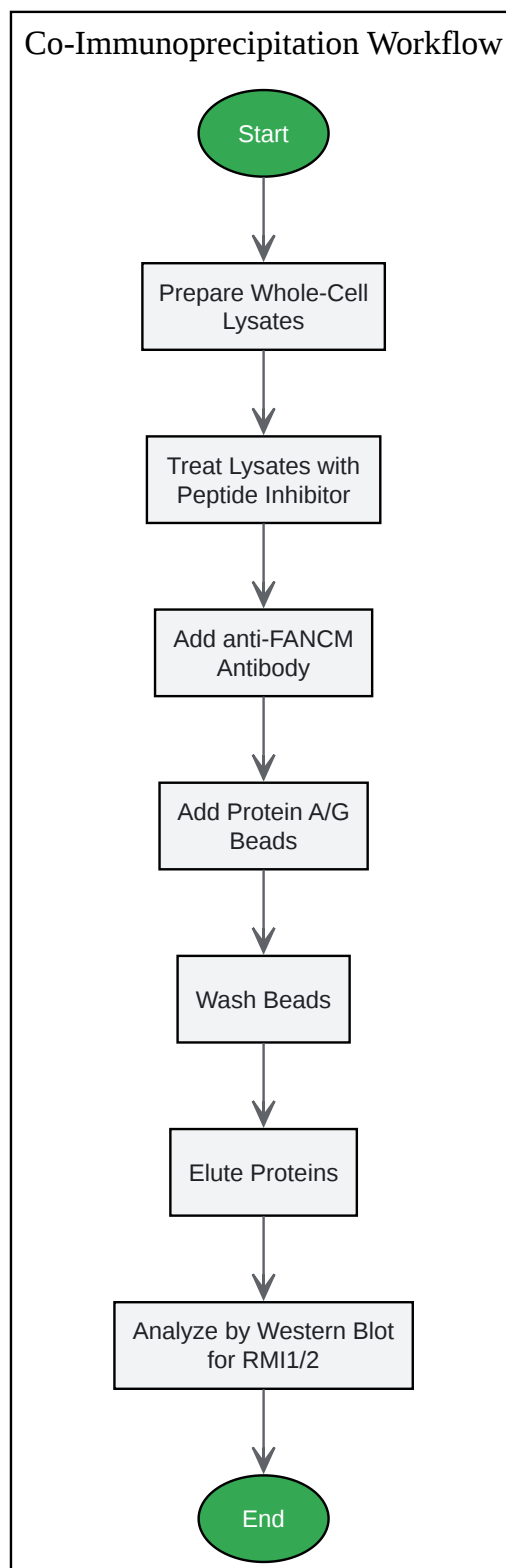 Co-Immunoprecipitation Workflow
Start
Prepare Whole-Cell
Lysates
Treat Lysates with
Peptide Inhibitor
Add anti-FANCM
Antibody
Add Protein A/G
Beads
Wash Beads
Elute Proteins
Analyze by Western Blot
for RMI1/2
End